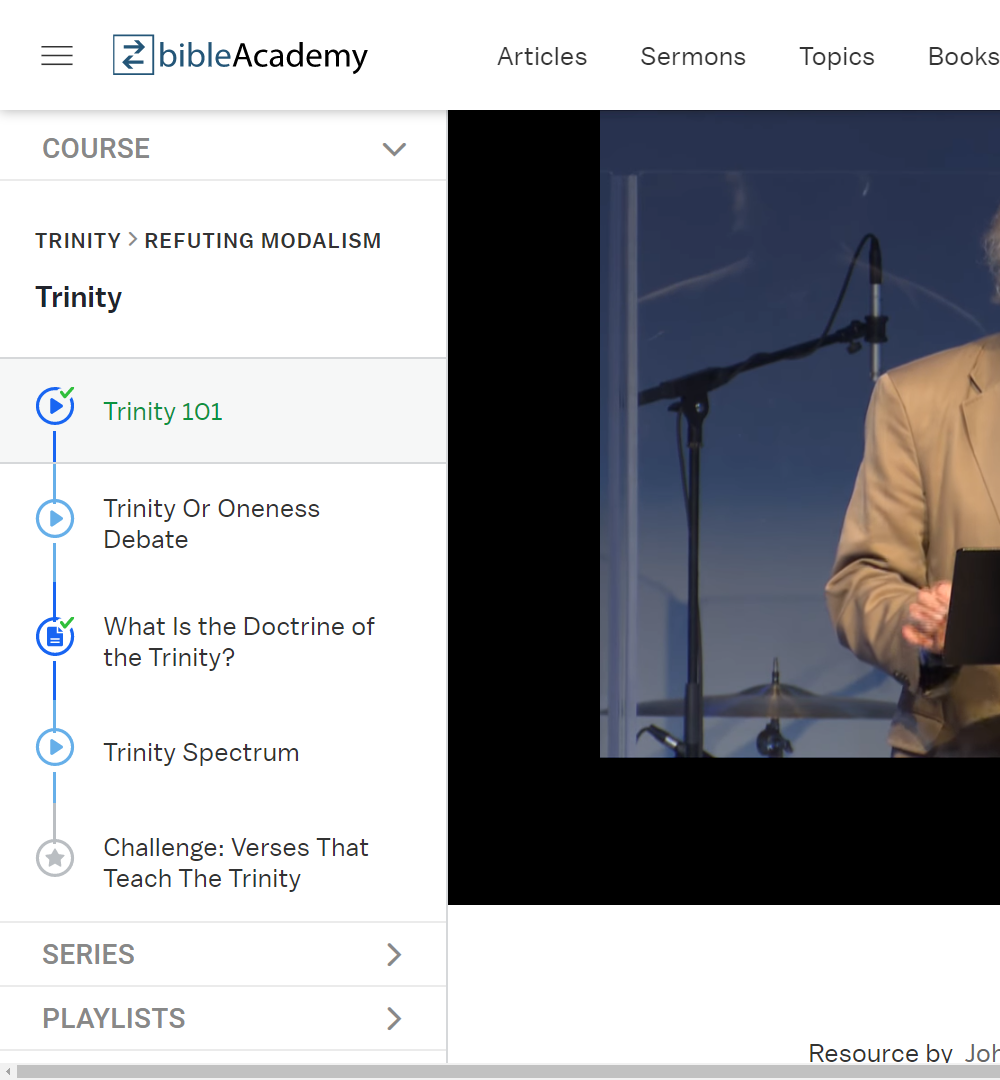 bibleAcademy
Articles
Sermons
Topics
Books
COURSE
TRINITY > REFUTING MODALISM
Trinity
Trinity 101
Trinity Or Oneness
Debate
What Is the Doctrine of
the Trinity?
Trinity Spectrum
Challenge: Verses That
Teach The Trinity
SERIES
PLAYLISTS
Resource by Joh